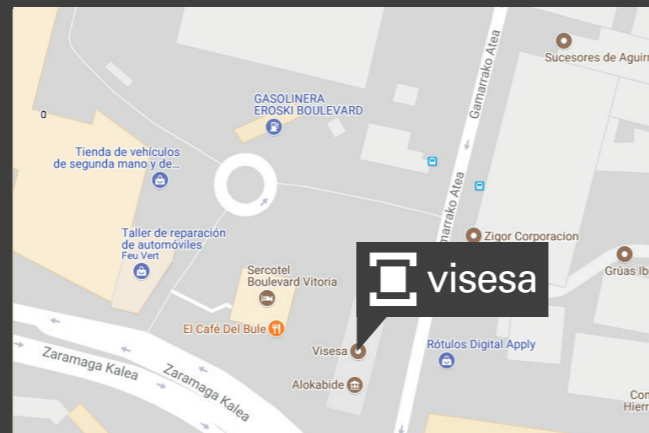 Gamarrako Atea
Sucesores de Aguirr
GASOLINERA
EROSKI BOULEVARD
o
Tienda de vehículos
de segunda mano y de...
Gamarrako Atea
Taller de reparación
de automóviles
Feu Vert
Zigor Corporacion
Sercotel
Boulevard Vitoria
visesa
Grúas Ib
El Café Del Bule
Visesa
Rótulos Digital Apply
Zaramaga Kalea
Zaramaga Kalea
Alokabide
Con
Hierr